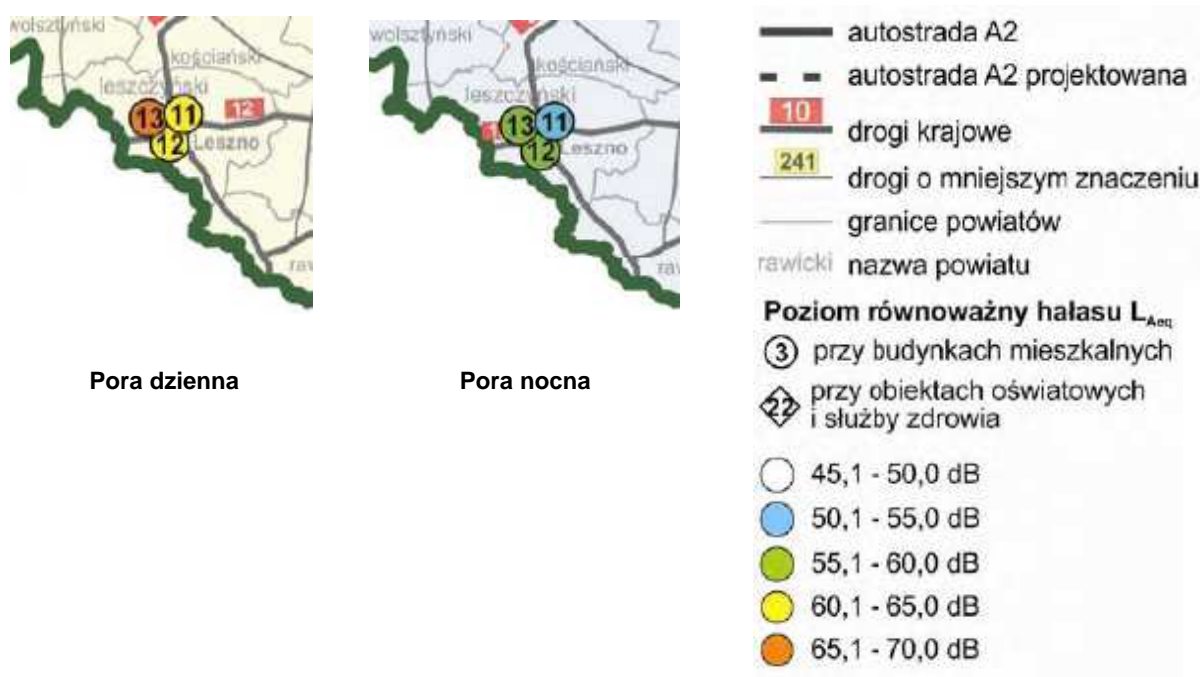 wolsztyński
kościański
leszczyński
13 11
12
12
Leszno
Pora dzienna
wolsztyński
kościański
leszczyński
13 11
12
Leszno
Pora nocna
autostrada A2
autostrada A2 projektowana
10
drogi krajowe
241
drogi o mniejszym znaczeniu
granice powiatów
rawicki nazwa powiatu
Poziom równoważny hałasu LAeq
3 przy budynkach mieszkalnych
22 przy obiektach oświatowych
i służby zdrowia
45,1 - 50,0 dB
50,1 - 55,0 dB
55,1 - 60,0 dB
60,1 - 65,0 dB
65,1 - 70,0 dB